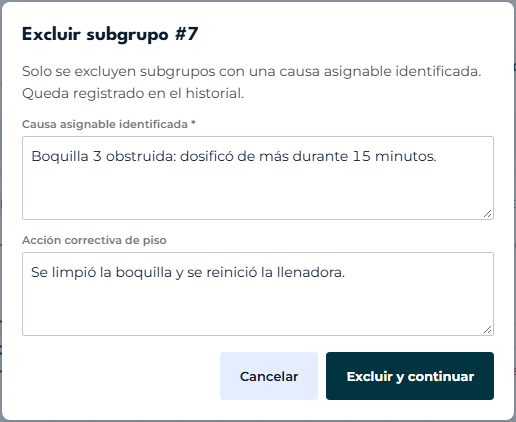 Excluir subgrupo #7
Solo se excluyen subgrupos con una causa asignable identificada.
Queda registrado en el historial.
Causa asignable identificada *
Boquilla 3 obstruida: dosificó de más durante 15 minutos.
Acción correctiva de piso
Se limpió la boquilla y se reinició la llenadora.
Cancelar
Excluir y continuar